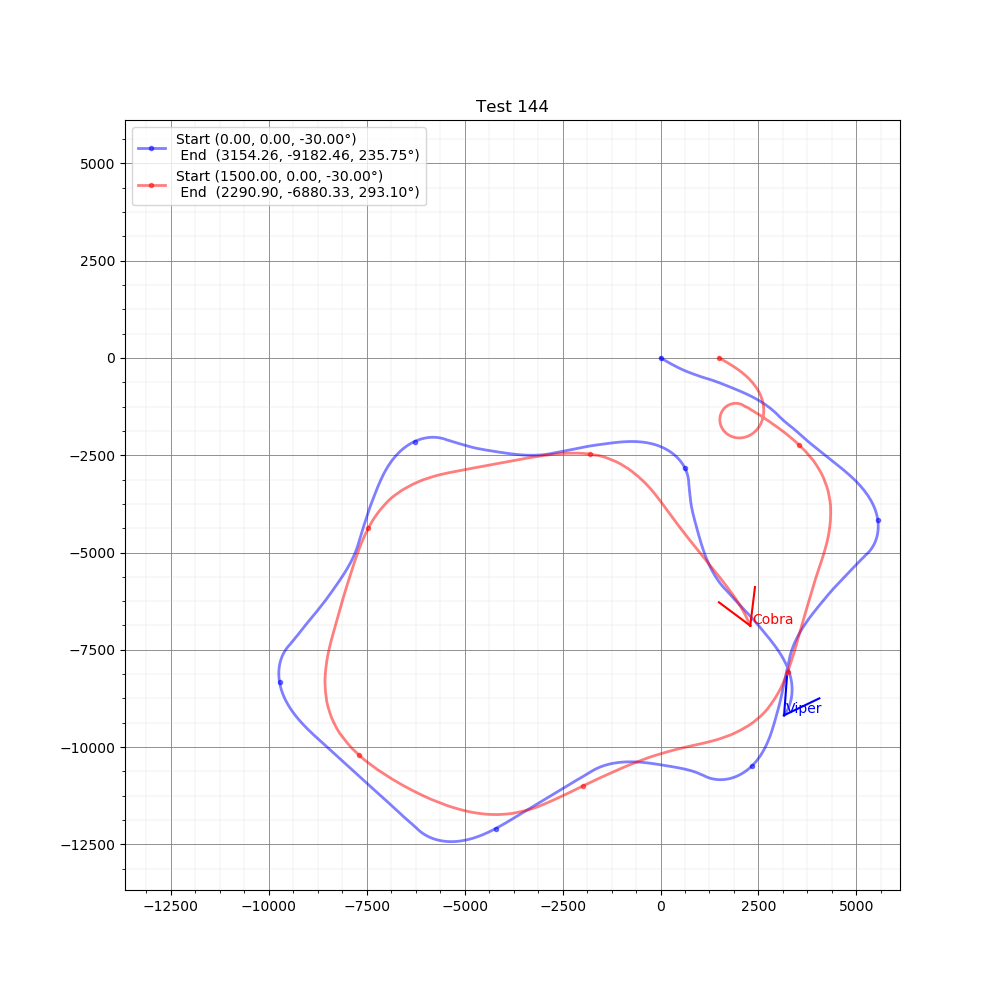 Test 144
Start (0.00, 0.00, -30.00°)
End  (3154.26, -9182.46, 235.75°)
Start (1500.00, 0.00, -30.00°)
End  (2290.90, -6880.33, 293.10°)
5000
2500
0
−2500
−5000
−7500
−10000
−12500
Cobra
Viper
−12500 −10000 −7500 −5000 −2500 0 2500 5000